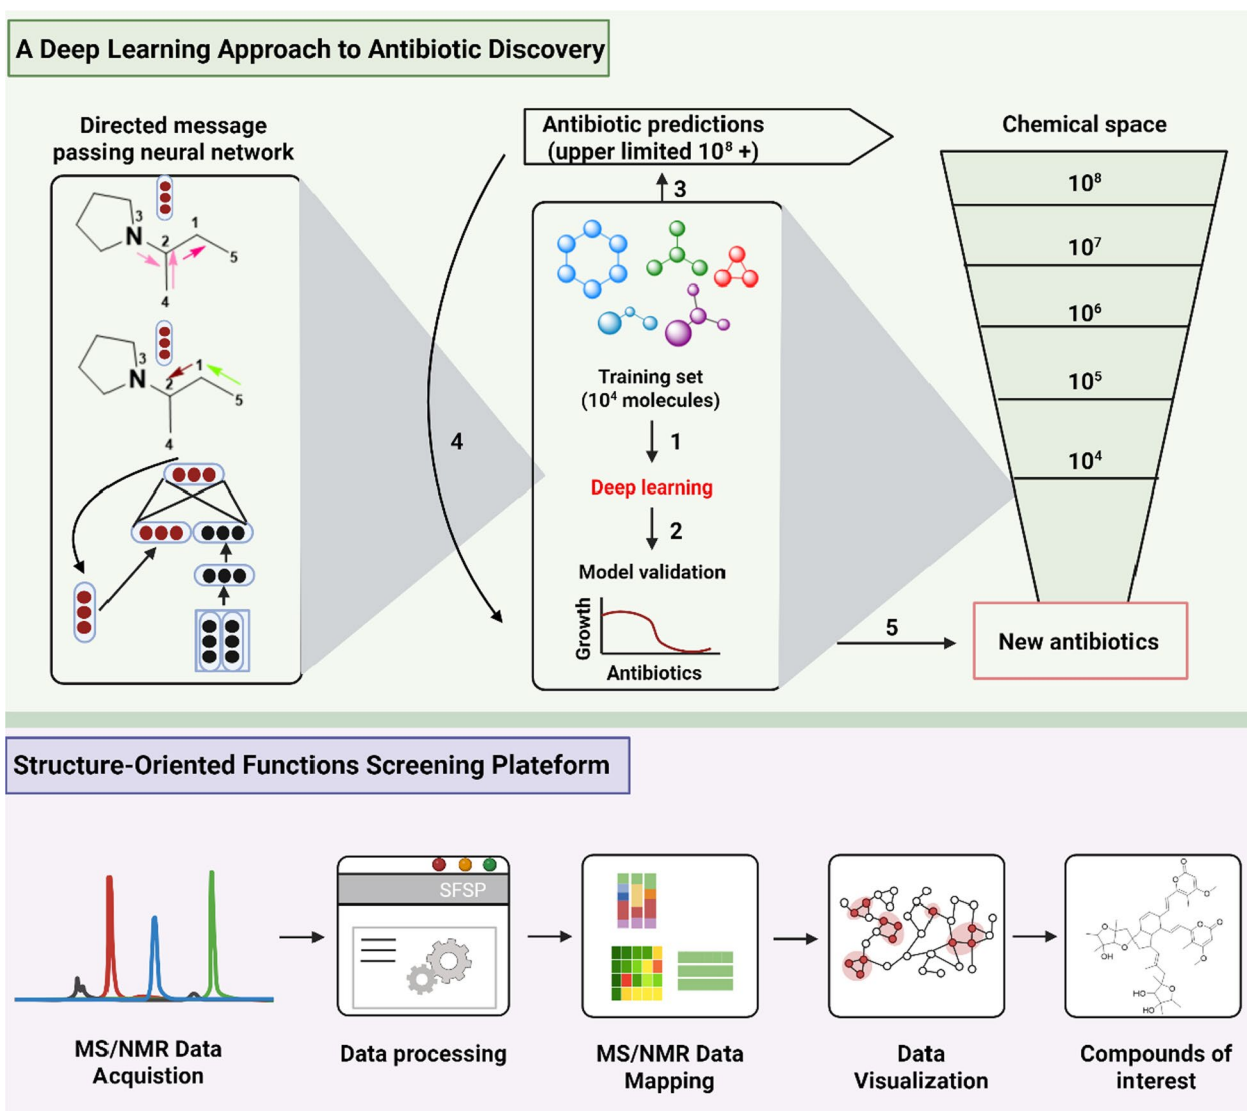 A Deep Learning Approach to Antibiotic Discovery
Directed message
passing neural network
3
1
N
2
5
4
3
1
N
2
5
4
Antibiotic predictions
(upper limited 10⁸ +)
3
4
Training set
(10⁴ molecules)
1
Deep learning
2
Model validation
Growth
Antibiotics
5
Chemical space
10⁸
10⁷
10⁶
10⁵
10⁴
New antibiotics
Structure-Oriented Functions Screening Plateform
MS/NMR Data
Acquistion
SFSP
Data processing
MS/NMR Data
Mapping
Data
Visualization
O
O
O
O
O
O
O
O
OH
O
HO
HO
Compounds of
interest